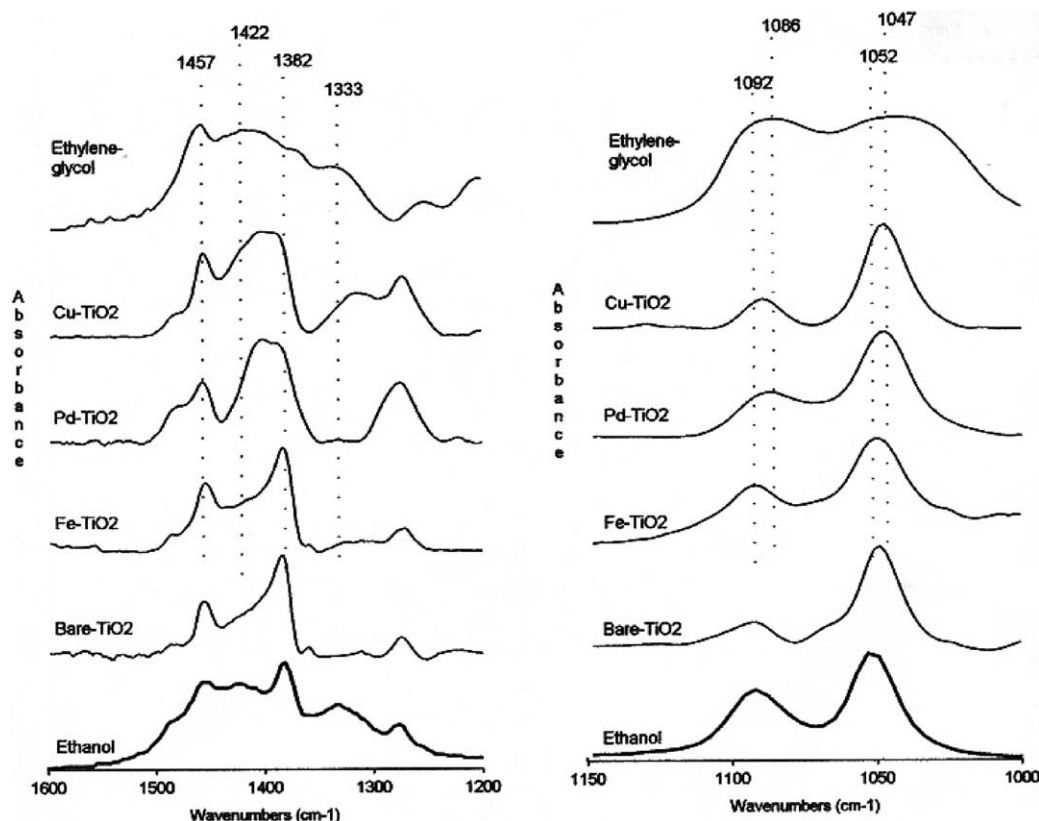 1422
1457
1382
1333
Ethylene-
glycol
Cu-TiO2
Pd-TiO2
Fe-TiO2
Bare-TiO2
Ethanol
Absorbance
1600
1500
1400
1300
1200
Wavenumbers (cm-1)
1086
1047
1052
1092
Ethylene-
glycol
Cu-TiO2
Pd-TiO2
Fe-TiO2
Bare-TiO2
Ethanol
Absorbance
1150
1100
1050
1000
Wavenumbers (cm-1)